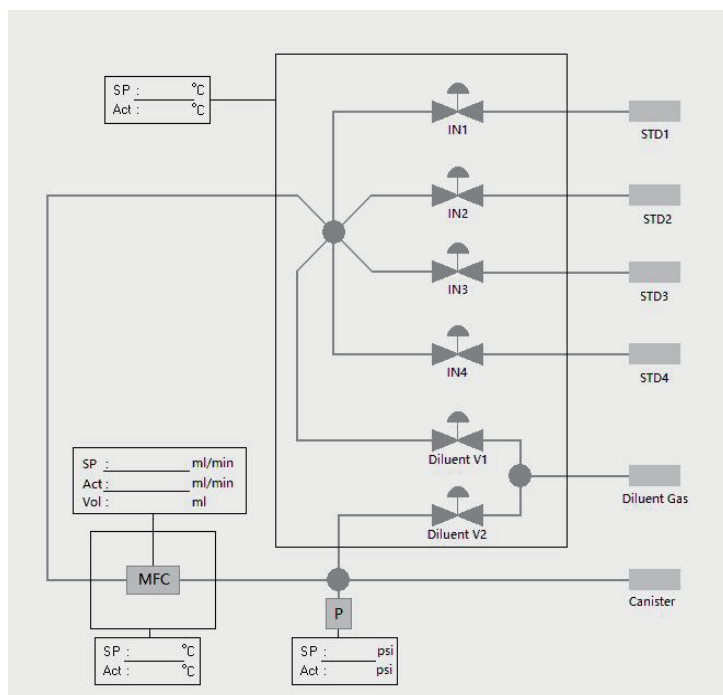 SP : ℃
Act : ℃
IN1
STD1
IN2
STD2
IN3
STD3
IN4
STD4
SP : ml/min
Act : ml/min
Vol : ml
Diluent V1
Diluent Gas
Diluent V2
MFC
Canister
P
SP : ℃
Act : ℃
SP : psi
Act : psi